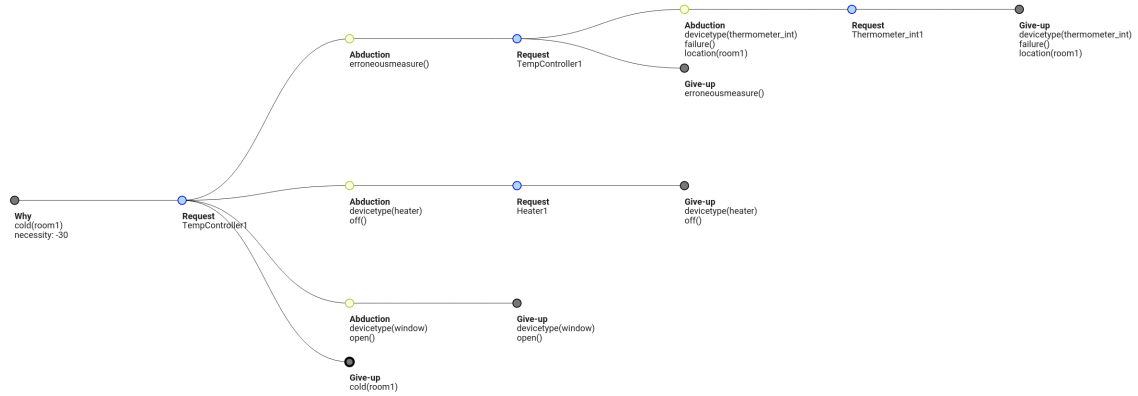 Abduction
devicetype(thermometer_int)
failure()
location(room1)
Request
Thermometer_int1
Give-up
devicetype(thermometer_int)
failure()
location(room1)
Abduction
erroneousmeasure()
Request
TempController1
Give-up
erroneousmeasure()
Why
cold(room1)
necessity: -30
Request
TempController1
Abduction
devicetype(heater)
off()
Request
Heater1
Give-up
devicetype(heater)
off()
Abduction
devicetype(window)
open()
Give-up
devicetype(window)
open()
Give-up
cold(room1)